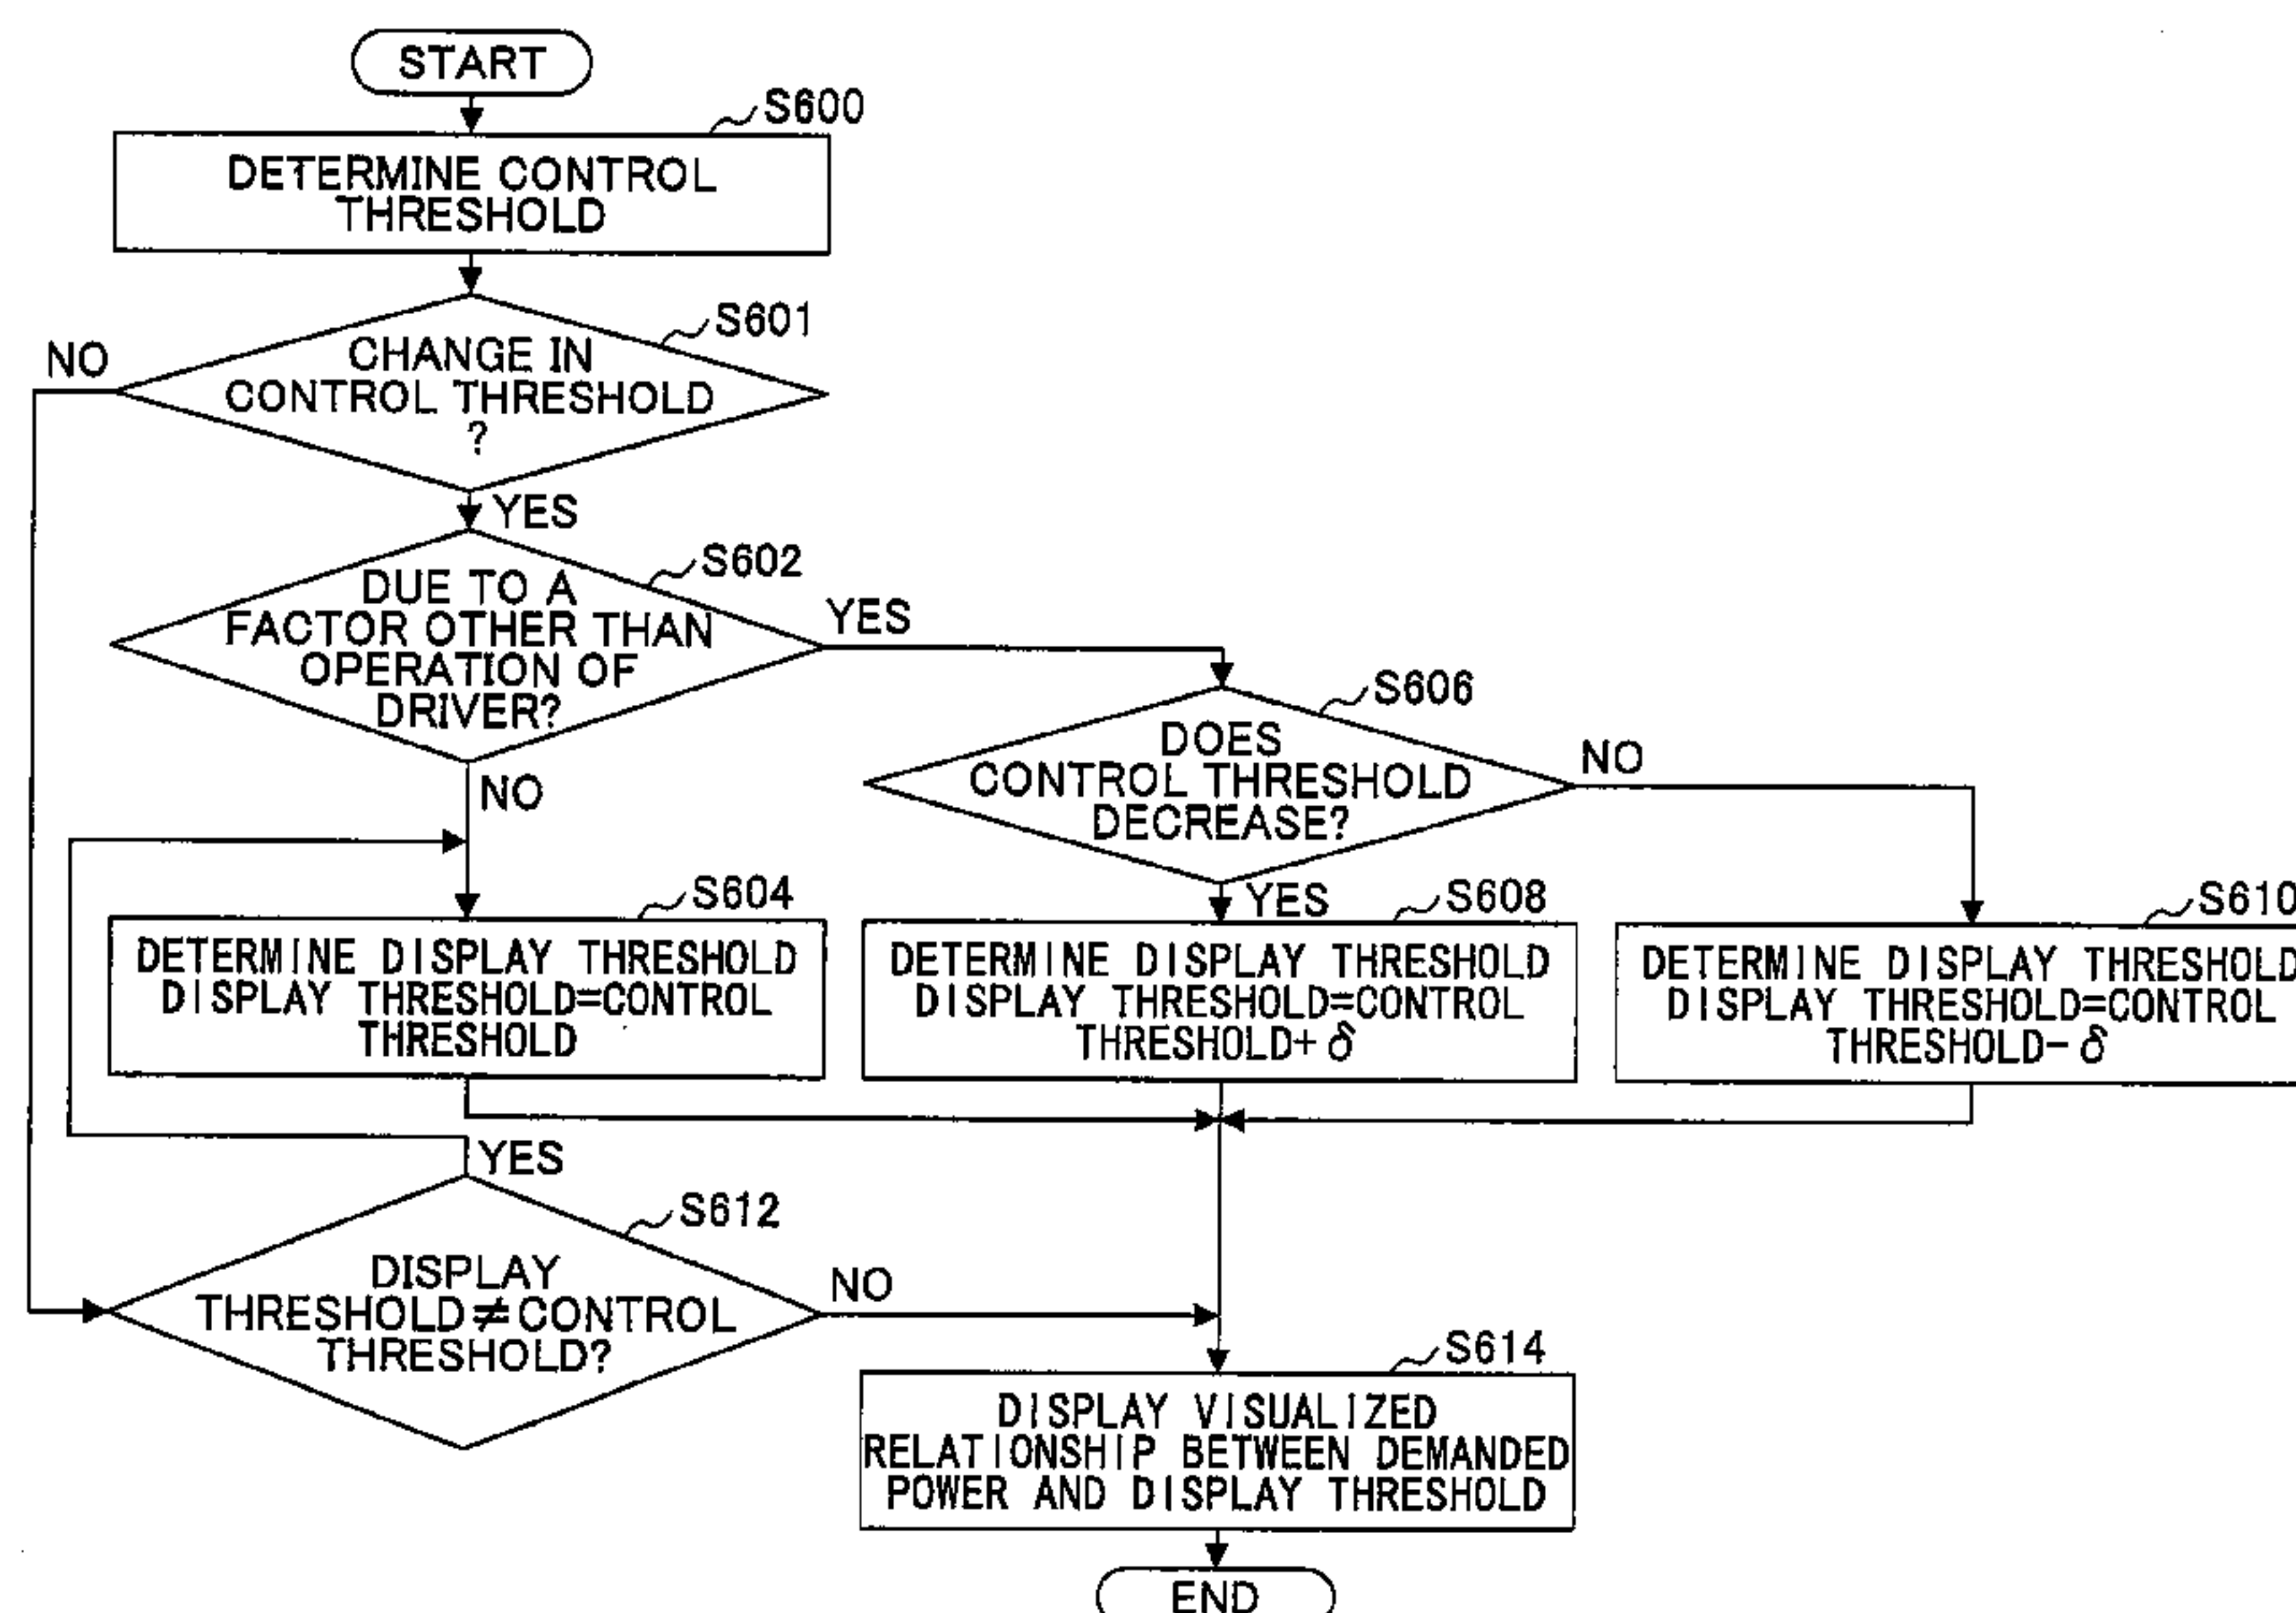 START
S600
DETERMINE CONTROL
THRESHOLD
S601
CHANGE IN
CONTROL THRESHOLD
?
NO
YES
S602
DUE TO A
FACTOR OTHER THAN
OPERATION OF
DRIVER?
YES
NO
S606
DOES
CONTROL THRESHOLD
DECREASE?
NO
YES
S604
DETERMINE DISPLAY THRESHOLD
DISPLAY THRESHOLD=CONTROL
THRESHOLD
S608
DETERMINE DISPLAY THRESHOLD
DISPLAY THRESHOLD=CONTROL
THRESHOLD+δ
S610
DETERMINE DISPLAY THRESHOLD
DISPLAY THRESHOLD=CONTROL
THRESHOLD-δ
YES
S612
DISPLAY
THRESHOLD≠CONTROL
THRESHOLD?
NO
S614
DISPLAY VISUALIZED
RELATIONSHIP BETWEEN DEMANDED
POWER AND DISPLAY THRESHOLD
END